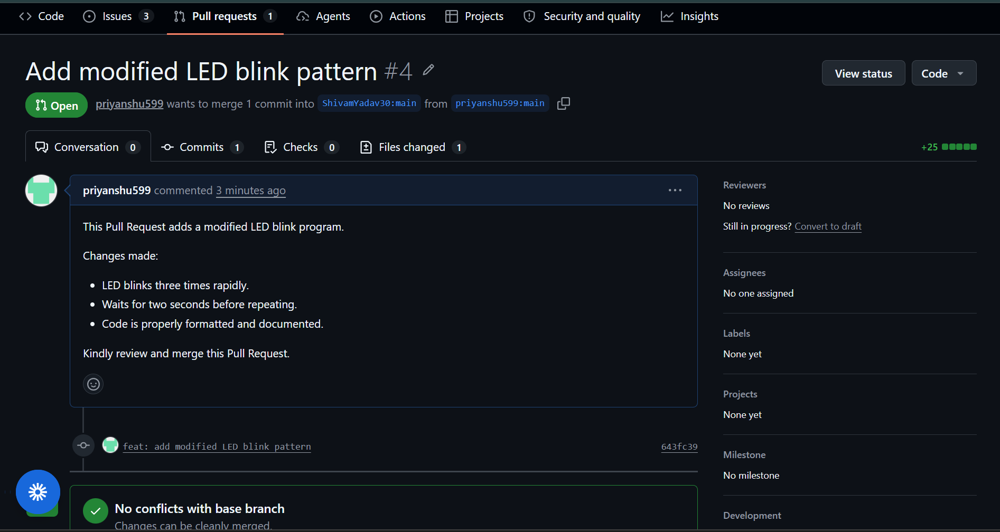 Code Issues 3 Pull requests 1 Agents Actions Projects Security and quality Insights
Add modified LED blink pattern #4
View status Code
Open priyanshu599 wants to merge 1 commit into ShivamYadav30:main from priyanshu599:main
Conversation 0 Commits 1 Checks 0 Files changed 1
+25
priyanshu599 commented 3 minutes ago
This Pull Request adds a modified LED blink program.
Changes made:
• LED blinks three times rapidly.
• Waits for two seconds before repeating.
• Code is properly formatted and documented.
Kindly review and merge this Pull Request.
feat: add modified LED blink pattern 643fc39
No conflicts with base branch
Changes can be cleanly merged.
Reviewers
No reviews
Still in progress? Convert to draft
Assignees
No one assigned
Labels
None yet
Projects
None yet
Milestone
No milestone
Development